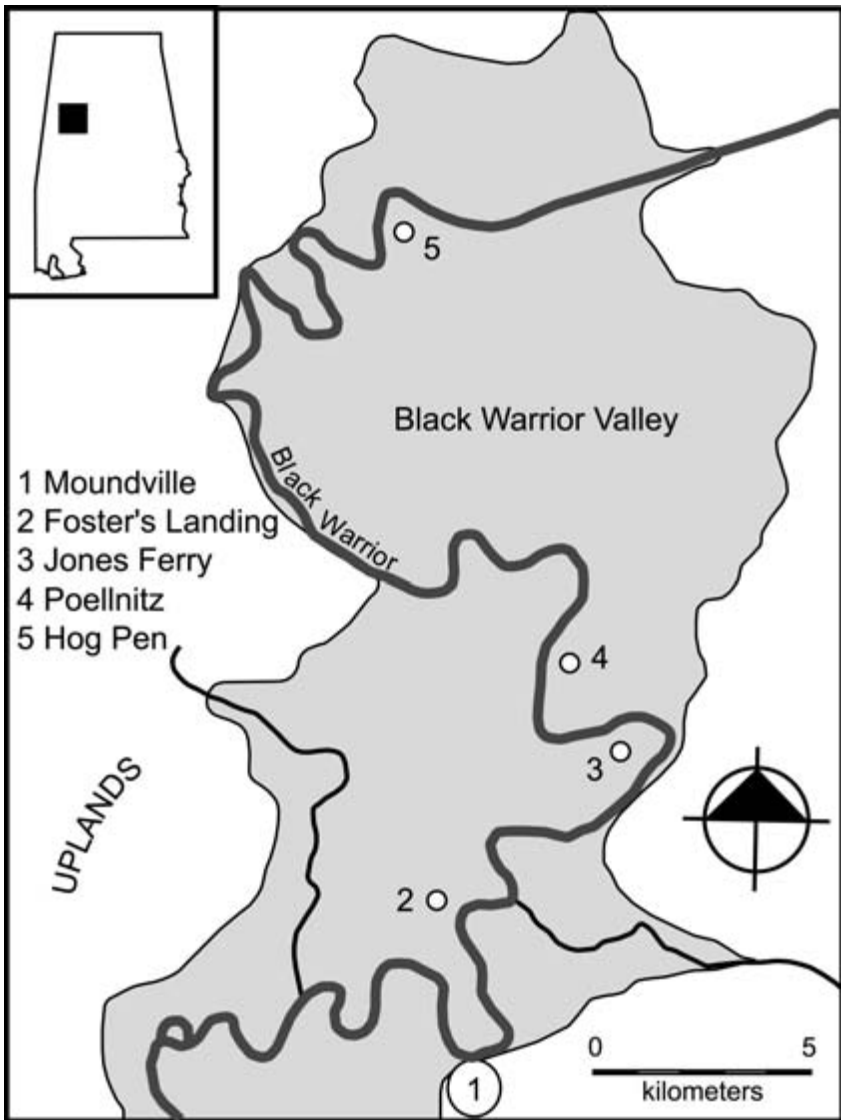 5
Black Warrior Valley
Black Warrior
1 Moundville
2 Foster's Landing
3 Jones Ferry
4 Poellnitz
5 Hog Pen
4
3
UPLANDS
2
0 5
kilometers
1